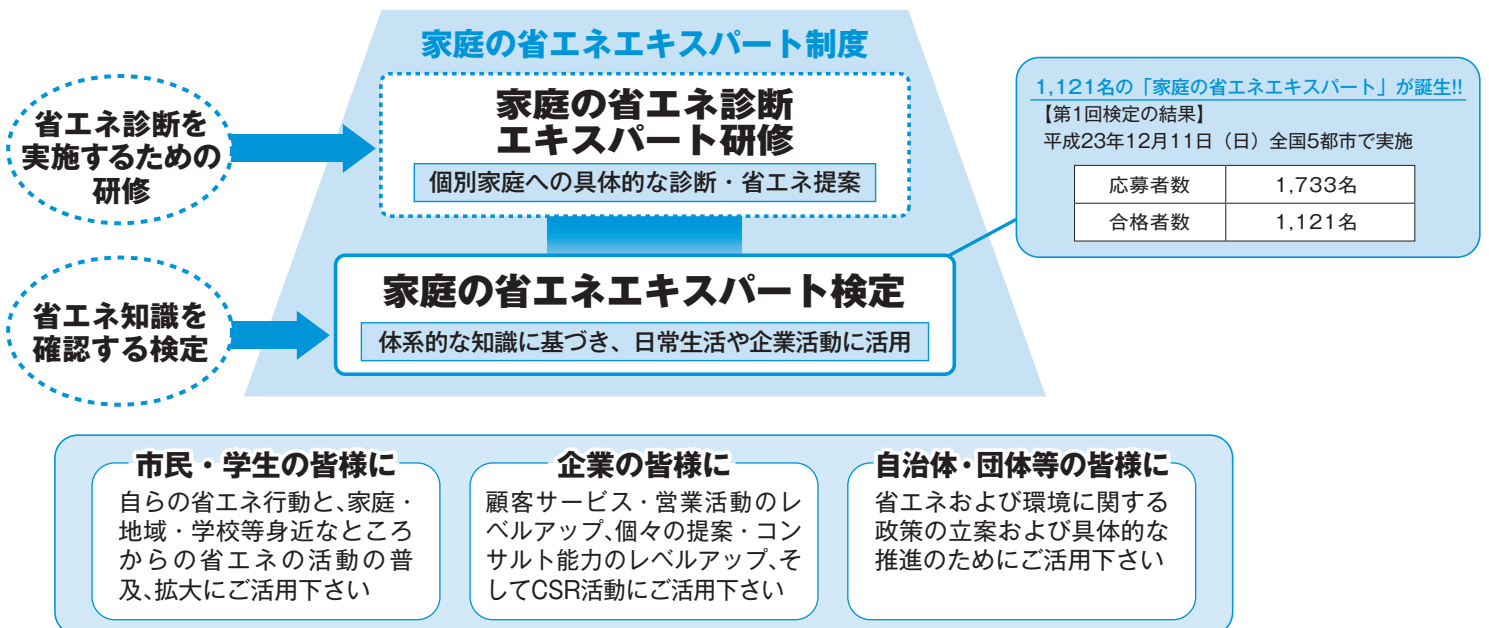 家庭の省エネエキスパート制度
省エネ診断を
実施するための
研修
家庭の省エネ診断
エキスパート研修
個別家庭への具体的な診断・省エネ提案
1,121名の「家庭の省エネエキスパート」が誕生!!
【第1回検定の結果】
平成23年12月11日（日）全国5都市で実施
応募者数 1,733名
合格者数 1,121名
省エネ知識を
確認する検定
家庭の省エネエキスパート検定
体系的な知識に基づき、日常生活や企業活動に活用
市民・学生の皆様に
自らの省エネ行動と、家庭・
地域・学校等身近なところ
からの省エネの活動の普
及、拡大にご活用下さい
企業の皆様に
顧客サービス・営業活動のレ
ベルアップ、個々の提案・コン
サルト能力のレベルアップ、そ
してCSR活動にご活用下さい
自治体・団体等の皆様に
省エネおよび環境に関する
政策の立案および具体的な
推進のためにご活用下さい